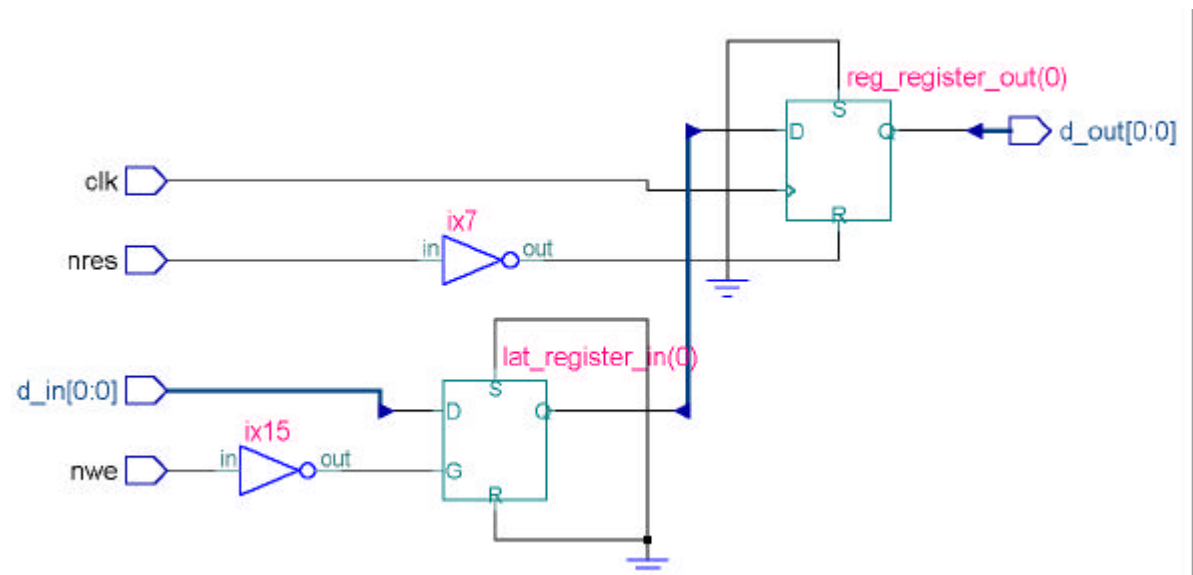 reg_register_out(0)
S
D
Q
d_out[0:0]
clk
R
ix7
nres
in
out
lat_register_in(0)
d_in[0:0]
S
D
Q
ix15
nwe
in
out
G
R